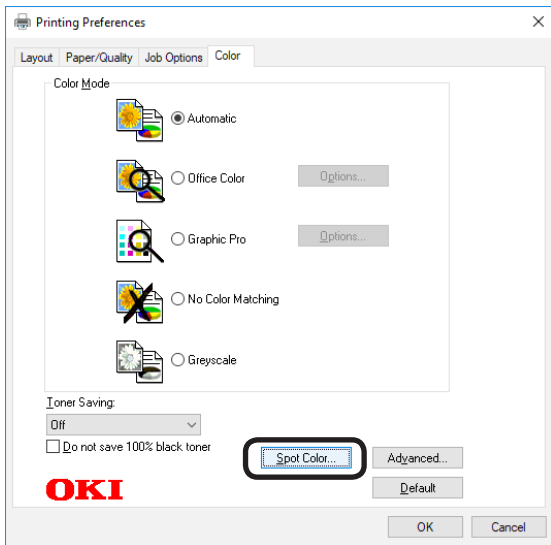 Printing Preferences
Layout Paper/Quality Job Options Color
Color Mode
Automatic
Office Color Options...
Graphic Pro Options...
No Color Matching
Greyscale
Toner Saving:
Off
Do not save 100% black toner
Spot Color... Advanced...
OKI Default
OK Cancel